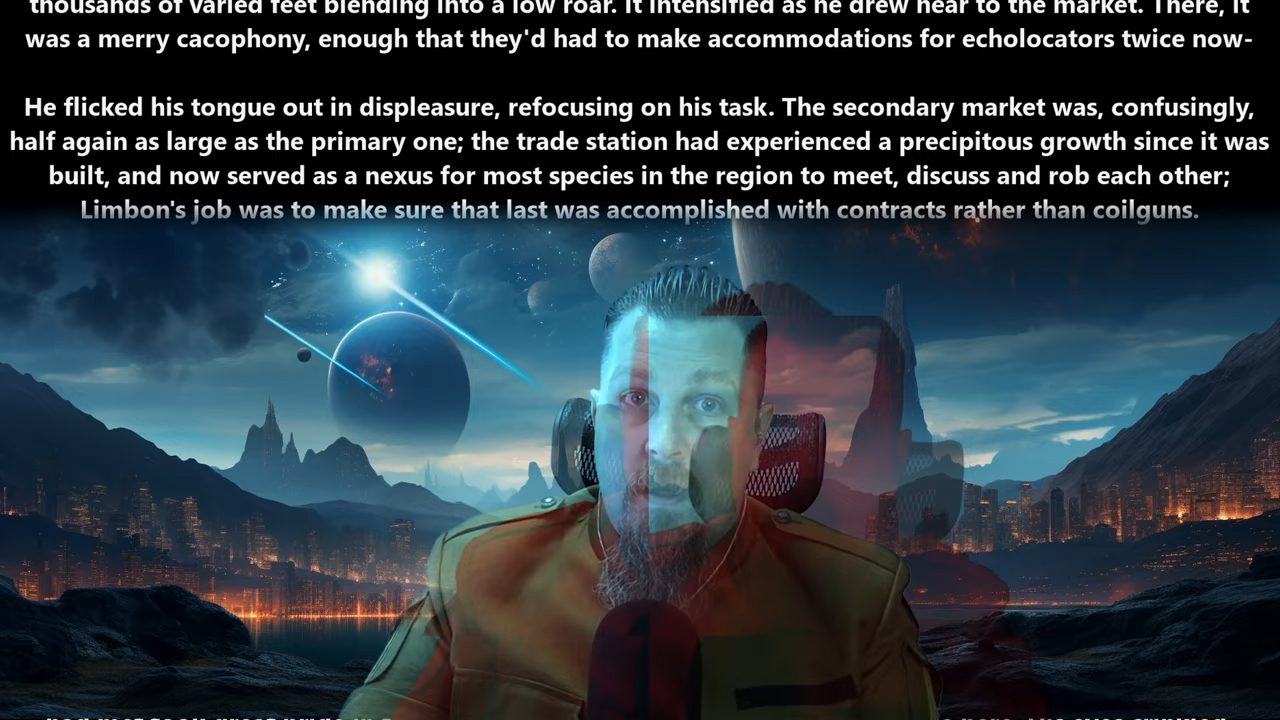 thousands of varied feet blending into a low roar. It intensified as he drew near to the market. There, it
was a merry cacophony, enough that they'd had to make accommodations for echolocators twice now-
He flicked his tongue out in displeasure, refocusing on his task. The secondary market was, confusingly,
half again as large as the primary one; the trade station had experienced a precipitous growth since it was
built, and now served as a nexus for most species in the region to meet, discuss and rob each other;
Limbon's job was to make sure that last was accomplished with contracts rather than coilguns.